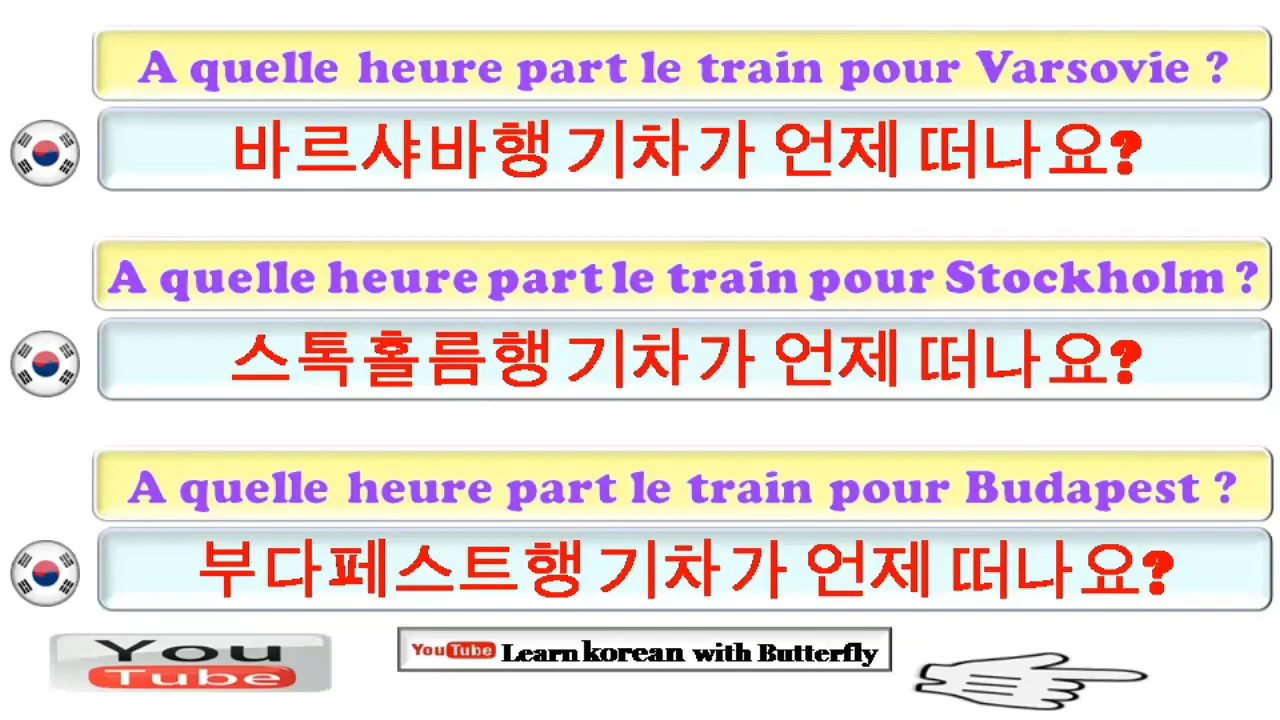 A quelle heure part le train pour Varsovie ?
바르샤바행 기차가 언제 떠나요?
A quelle heure part le train pour Stockholm ?
스톡홀름행 기차가 언제 떠나요?
A quelle heure part le train pour Budapest ?
부다페스트행 기차가 언제 떠나요?
You
Tube
YouTube Learn korean with Butterfly